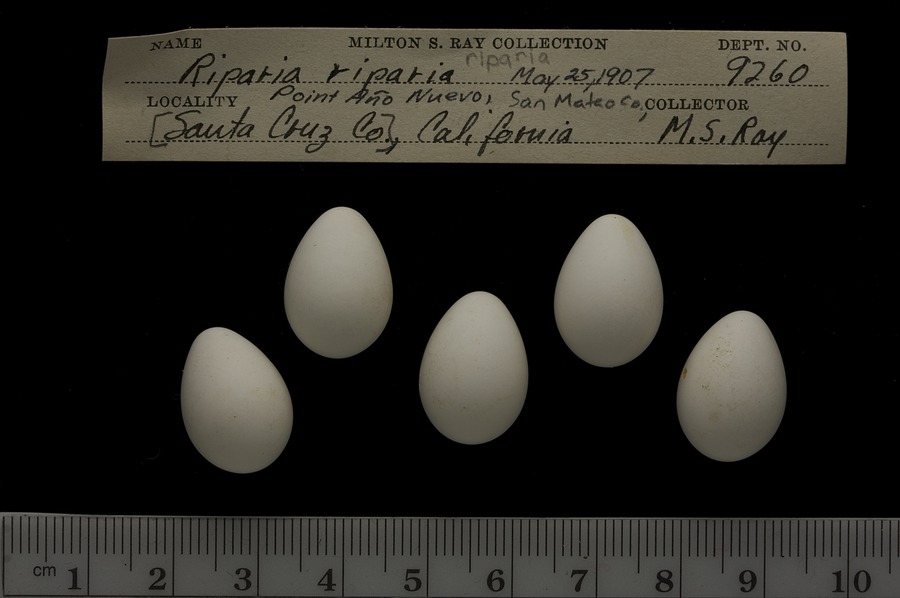 NAME MILTON S. RAY COLLECTION DEPT. NO.
riparia
Riparia riparia May, 25, 1907 9260
LOCALITY Point Año Nuevo, San Mateo Co, COLLECTOR
[Santa Cruz Co], California M.S. Ray
cm 1 2 3 4 5 6 7 8 9 10